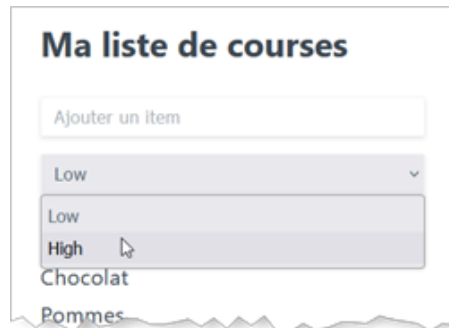 Ma liste de courses
Ajouter un item
Low
Low
High
Chocolat
Pommes